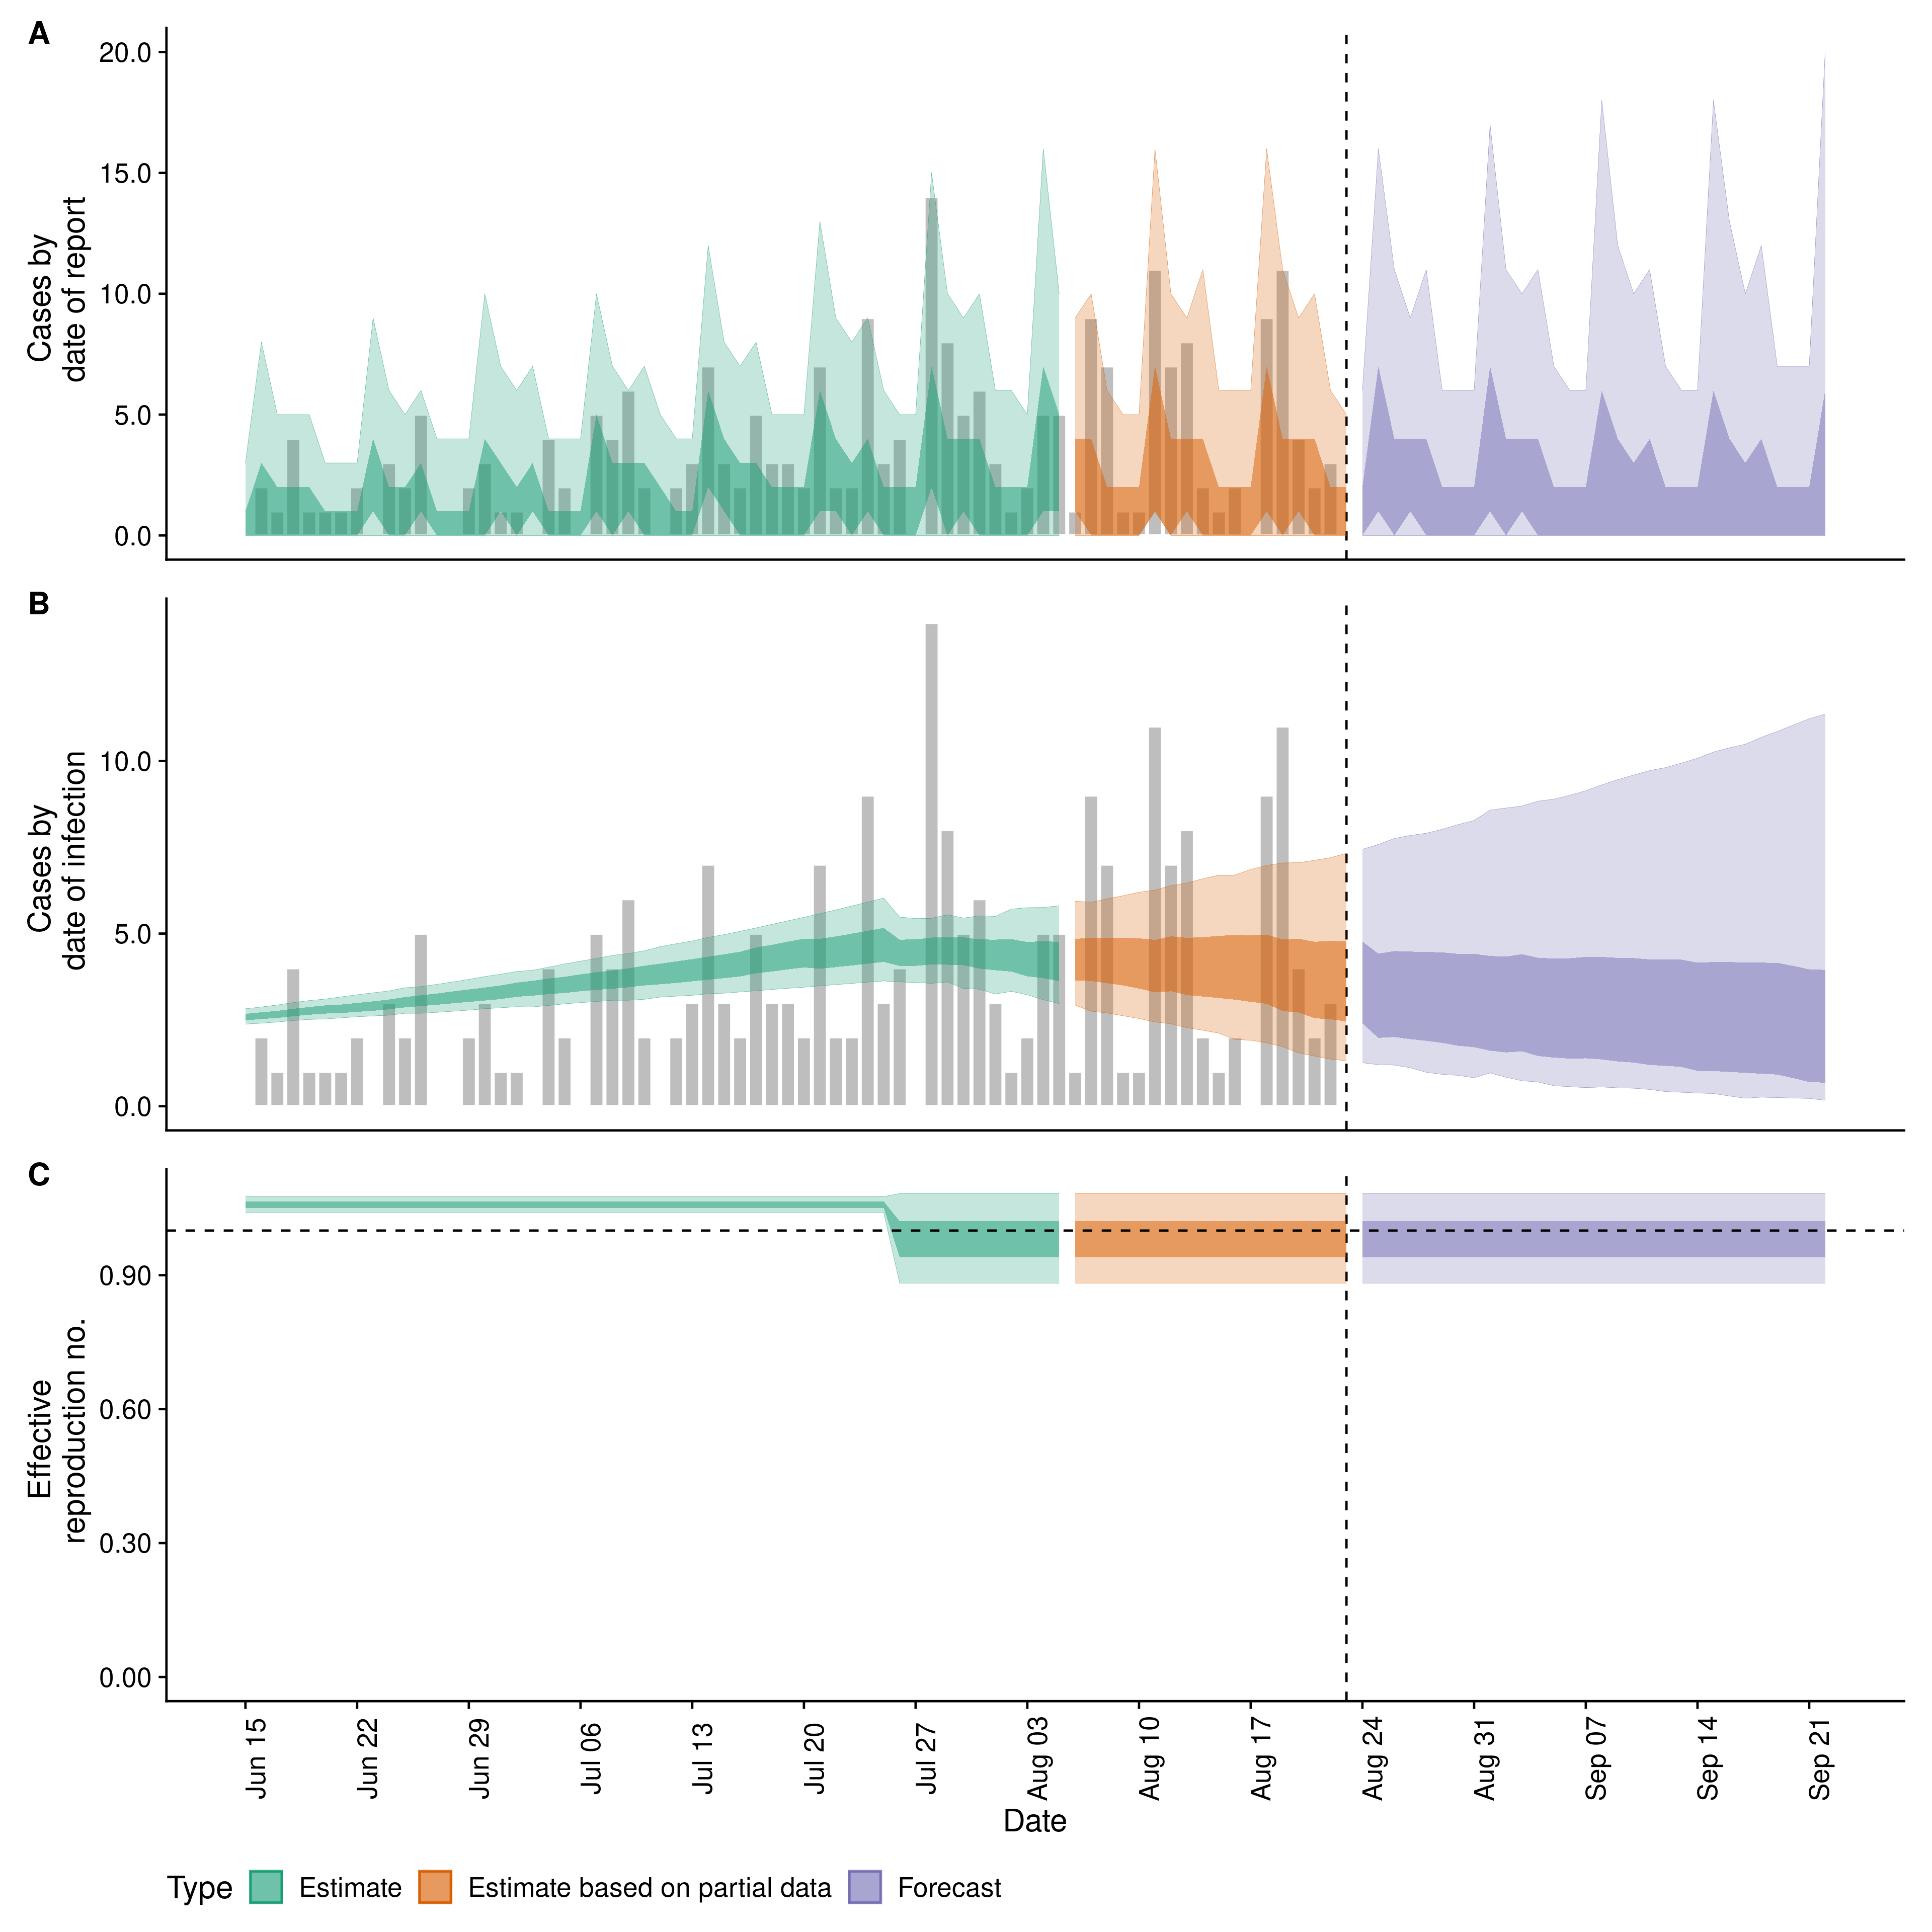 A
20.0
15.0
10.0
5.0
0.0
Cases by
date of report
B
10.0
5.0
0.0
Cases by
date of infection
C
0.90
0.60
0.30
0.00
Effective
reproduction no.
Jun 15
Jun 22
Jun 29
Jul 06
Jul 13
Jul 20
Jul 27
Aug 03
Aug 10
Aug 17
Aug 24
Aug 31
Sep 07
Sep 14
Sep 21
Date
Type Estimate Estimate based on partial data Forecast